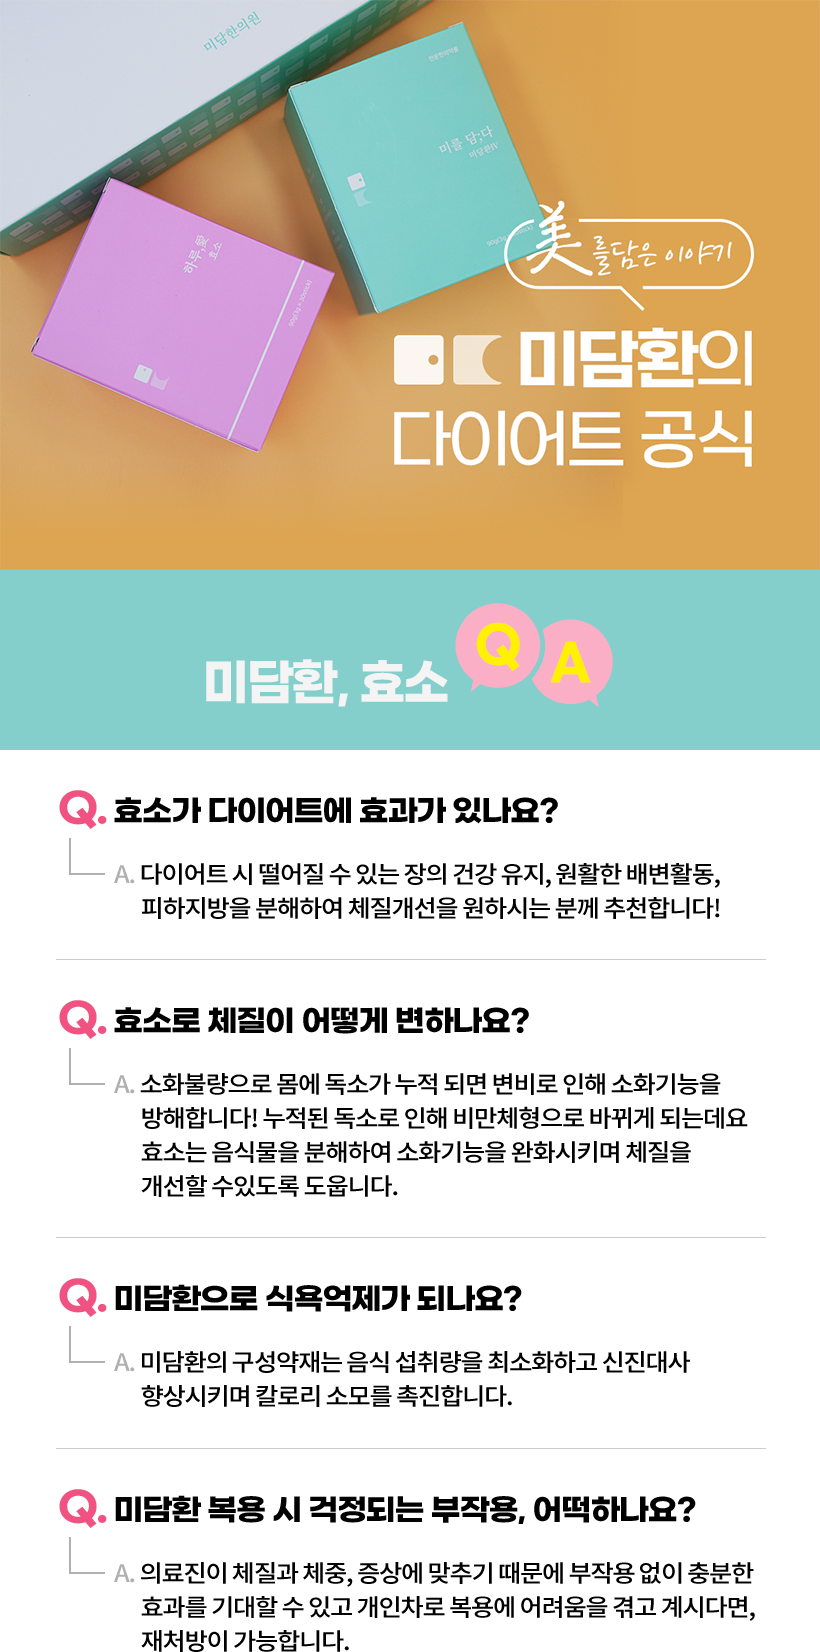 미담한의원
한방한의약품
미를 담;다
미담환IV
하루,愛
효소
美를담은 이야기
미담환의
다이어트 공식
미담환, 효소 Q A
Q. 효소가 다이어트에 효과가 있나요?
A. 다이어트 시 떨어질 수 있는 장의 건강 유지, 원활한 배변활동,
피하지방을 분해하여 체질개선을 원하시는 분께 추천합니다!
Q. 효소로 체질이 어떻게 변하나요?
A. 소화불량으로 몸에 독소가 누적 되면 변비로 인해 소화기능을
방해합니다! 누적된 독소로 인해 비만체형으로 바뀌게 되는데요
효소는 음식물을 분해하여 소화기능을 완화시키며 체질을
개선할 수있도록 도웁니다.
Q. 미담환으로 식욕억제가 되나요?
A. 미담환의 구성약재는 음식 섭취량을 최소화하고 신진대사
향상시키며 칼로리 소모를 촉진합니다.
Q. 미담환 복용 시 걱정되는 부작용, 어떡하나요?
A. 의료진이 체질과 체중, 증상에 맞추기 때문에 부작용 없이 충분한
효과를 기대할 수 있고 개인차로 복용에 어려움을 겪고 계시다면,
재처방이 가능합니다.